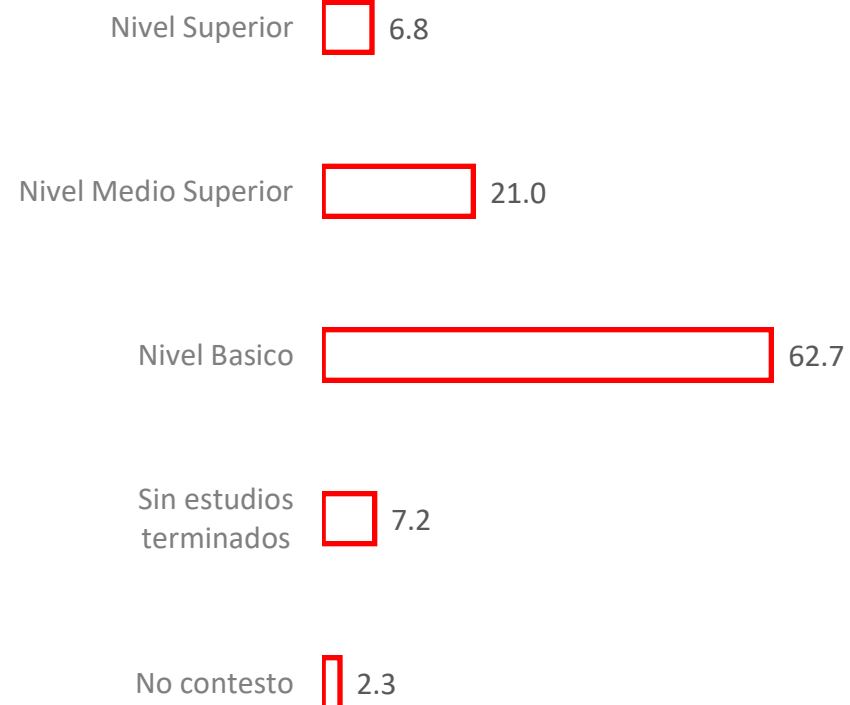 Nivel Superior 6.8
Nivel Medio Superior 21.0
Nivel Basico 62.7
Sin estudios
terminados 7.2
No contesto 2.3